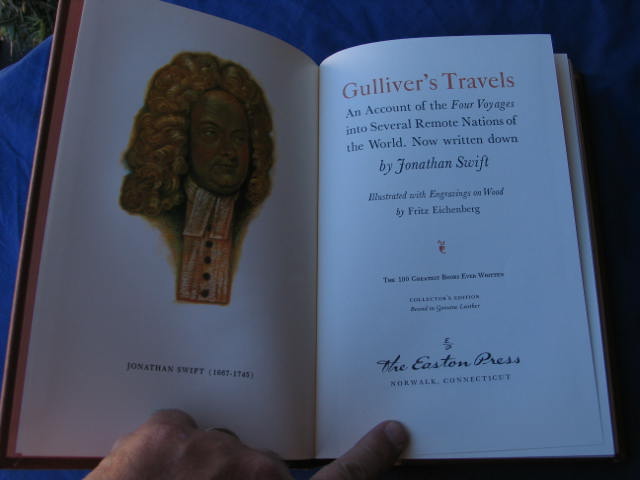 JONATHAN SWIFT (1667-1745)
Gulliver's Travels
An Account of the Four Voyages
into Several Remote Nations of
the World. Now written down
by Jonathan Swift
Illustrated with Engravings on Wood
by Fritz Eichenberg
THE 100 GREATEST BOOKS EVER WRITTEN
COLLECTOR'S EDITION
Bound in Genuine Leather
The Easton Press
NORWALK, CONNECTICUT